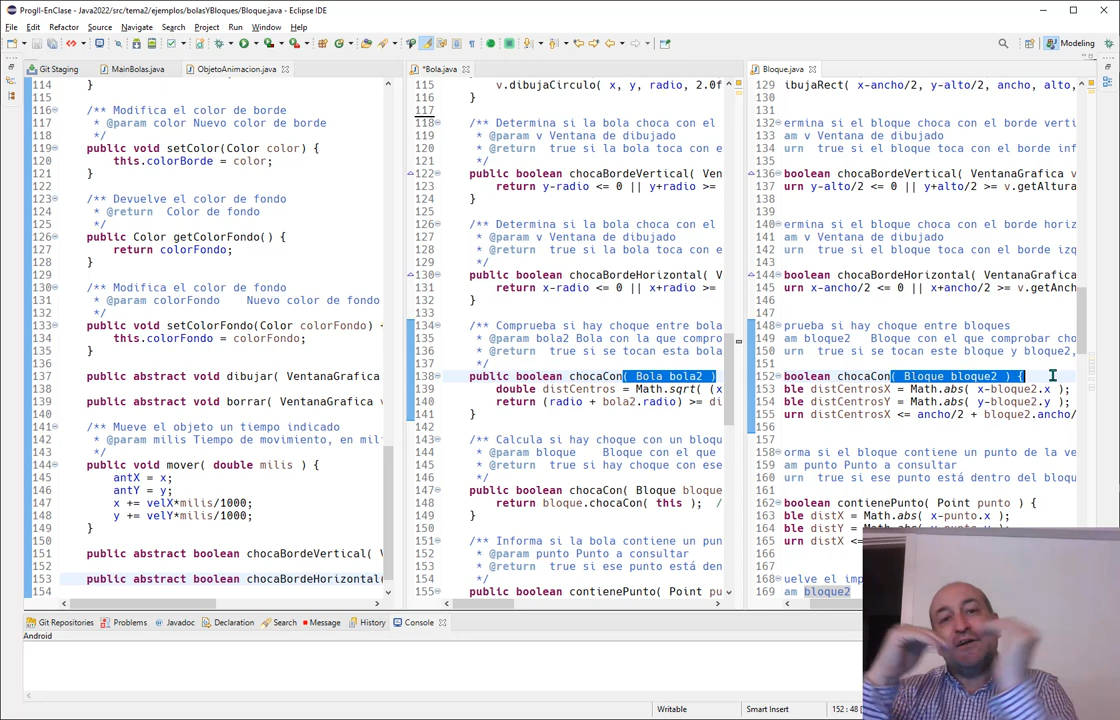 ProgII-EnClase - Java2022/src/tema2/ejemplos/bolasYBloques/Bloque.java - Eclipse IDE
File Edit Refactor Source Navigate Search Project Run Window Help
Modeling
Git Staging MainBolas.java ObjetoAnimacion.java
114 }
115
116 /** Modifica el color de borde
117 * @param color Nuevo color de borde
118 */
119 public void setColor(Color color) {
120 this.colorBorde = color;
121 }
122
123 /** Devuelve el color de fondo
124 * @return Color de fondo
125 */
126 public Color getColorFondo() {
127 return colorFondo;
128 }
129
130 /** Modifica el color de fondo
131 * @param colorFondo Nuevo color de fondo
132 */
133 public void setColorFondo(Color colorFondo) {
134 this.colorFondo = colorFondo;
135 }
136
137 public abstract void dibujar( VentanaGrafica
138
139 public abstract void borrar( VentanaGrafica
140
141 /** Mueve el objeto un tiempo indicado
142 * @param milis Tiempo de movimiento, en mil
143 */
144 public void mover( double milis ) {
145 antX = x;
146 antY = y;
147 x += velX*milis/1000;
148 y += velY*milis/1000;
149 }
150
151 public abstract boolean chocaBordeVertical( V
152
153 public abstract boolean chocaBordeHorizontal(
154
*Bola.java
115 v.dibujaCirculo( x, y, radio, 2.0f
116 }
117
118 /** Determina si la bola choca con el
119 * @param v Ventana de dibujado
120 * @return true si la bola toca con e
121 */
122 public boolean chocaBordeVertical( Ven
123 return y-radio <= 0 || y+radio >=
124 }
125
126 /** Determina si la bola choca con el
127 * @param v Ventana de dibujado
128 * @return true si la bola toca con e
129 */
130 public boolean chocaBordeHorizontal( V
131 return x-radio <= 0 || x+radio >=
132 }
133
134 /** Comprueba si hay choque entre bola
135 * @param bola2 Bola con la que compro
136 * @return true si se tocan esta bola
137 */
138 public boolean chocaCon( Bola bola2 )
139 double distCentros = Math.sqrt( (x
140 return (radio + bola2.radio) >= di
141 }
142
143 /** Calcula si hay choque con un bloqu
144 * @param bloque Bloque con el que
145 * @return true si hay choque con ese
146 */
147 public boolean chocaCon( Bloque bloque
148 return bloque.chocaCon( this ); /
149 }
150
151 /** Informa si la bola contiene un pun
152 * @param punto Punto a consultar
153 * @return true si ese punto está den
154 */
155 public boolean contienePunto( Point pu
Bloque.java
129 ibujaRect( x-ancho/2, y-alto/2, ancho, alto,
130
131
132 ermina si el bloque choca con el borde verti
133 am v Ventana de dibujado
134 urn true si el bloque toca con el borde inf
135
136 boolean chocaBordeVertical( VentanaGrafica v
137 urn y-alto/2 <= 0 || y+alto/2 >= v.getAltura
138
139
140 ermina si el bloque choca con el borde horiz
141 am v Ventana de dibujado
142 urn true si el bloque toca con el borde izq
143
144 boolean chocaBordeHorizontal( VentanaGrafica
145 urn x-ancho/2 <= 0 || x+ancho/2 >= v.getAnch
146
147
148 prueba si hay choque entre bloques
149 am bloque2 Bloque con el que comprobar choqu
150 urn true si se tocan este bloque y bloque2,
151
152 boolean chocaCon( Bloque bloque2 ) {
153 ble distCentrosX = Math.abs( x-bloque2.x );
154 ble distCentrosY = Math.abs( y-bloque2.y );
155 urn distCentrosX <= ancho/2 + bloque2.ancho/
156
157
158 orma si el bloque contiene un punto de la ve
159 am punto Punto a consultar
160 urn true si ese punto está dentro del bloqu
161
162 boolean contienePunto( Point punto ) {
163 ble distX = Math.abs( x-punto.x );
164 ble distY = Math.abs( y-punto.y );
165 urn distX <=
166
167
168 uelve el imp
169 am bloque2
Git Repositories Problems Javadoc Declaration Search Message History Console
Android
Writable
Smart Insert
152 : 48